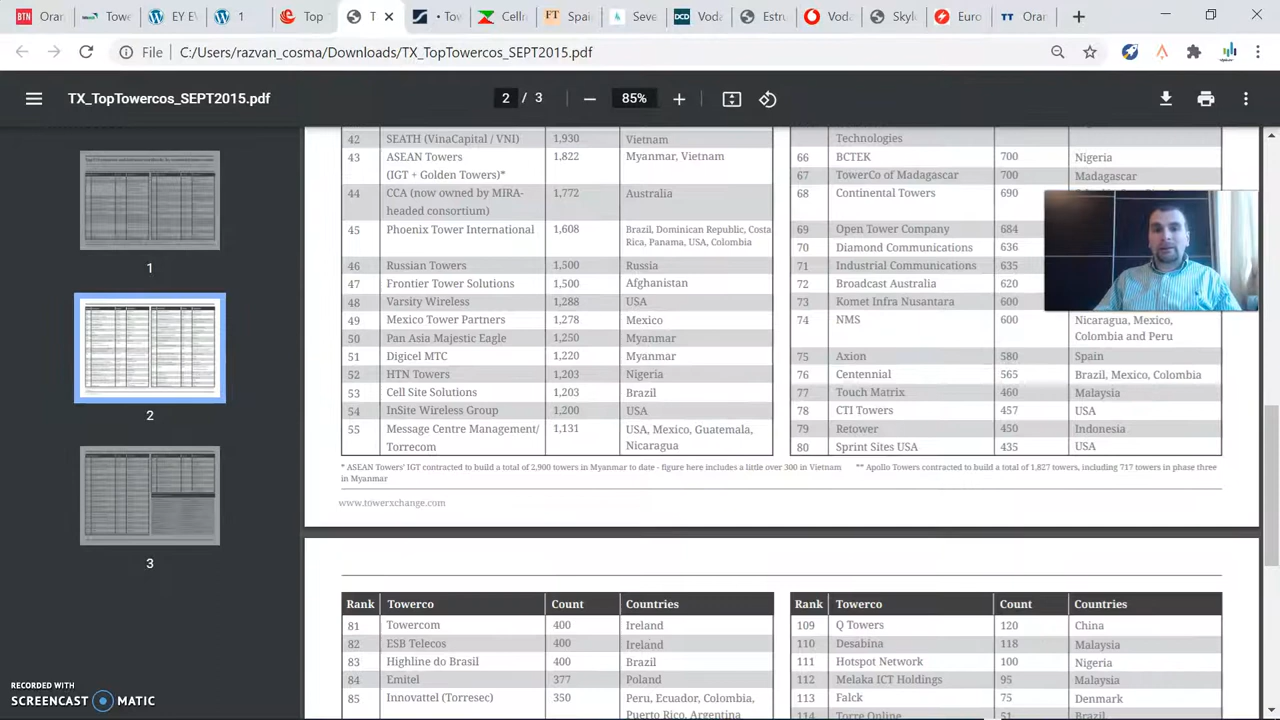 Oran
Towe
EY EV
1
Top
T
• Tow
Celln
Spai
Seve
Vod
Estru
Voda
Skyl
Euro
Oran
File
C:/Users/razvan_cosma/Downloads/TX_TopTowercos_SEPT2015.pdf
TX_TopTowercos_SEPT2015.pdf
2 / 3
85%
1
2
3
42 SEATH (VinaCapital / VNI) 1,930 Vietnam
43 ASEAN Towers 1,822 Myanmar, Vietnam
(IGT + Golden Towers)*
44 CCA (now owned by MIRA- 1,772 Australia
headed consortium)
45 Phoenix Tower International 1,608 Brazil, Dominican Republic, Costa
Rica, Panama, USA, Colombia
46 Russian Towers 1,500 Russia
47 Frontier Tower Solutions 1,500 Afghanistan
48 Varsity Wireless 1,288 USA
49 Mexico Tower Partners 1,278 Mexico
50 Pan Asia Majestic Eagle 1,250 Myanmar
51 Digicel MTC 1,220 Myanmar
52 HTN Towers 1,203 Nigeria
53 Cell Site Solutions 1,203 Brazil
54 InSite Wireless Group 1,200 USA
55 Message Centre Management/ 1,131 USA, Mexico, Guatemala,
Torrecom Nicaragua
Technologies
66 BCTEK 700 Nigeria
67 TowerCo of Madagascar 700 Madagascar
68 Continental Towers 690
69 Open Tower Company 684
70 Diamond Communications 636
71 Industrial Communications 635
72 Broadcast Australia 620
73 Komet Infra Nusantara 600
74 NMS 600 Nicaragua, Mexico,
Colombia and Peru
75 Axion 580 Spain
76 Centennial 565 Brazil, Mexico, Colombia
77 Touch Matrix 460 Malaysia
78 CTI Towers 457 USA
79 Retower 450 Indonesia
80 Sprint Sites USA 435 USA
* ASEAN Towers' IGT contracted to build a total of 2,900 towers in Myanmar to date - figure here includes a little over 300 in Vietnam ** Apollo Towers contracted to build a total of 1,827 towers, including 717 towers in phase three
in Myanmar
www.towerxchange.com
Rank Towerco Count Countries
81 Towercom 400 Ireland
82 ESB Telecos 400 Ireland
83 Highline do Brasil 400 Brazil
84 Emitel 377 Poland
85 Innovattel (Torresec) 350 Peru, Ecuador, Colombia,
Puerto Rico, Argentina
Rank Towerco Count Countries
109 Q Towers 120 China
110 Desabina 118 Malaysia
111 Hotspot Network 100 Nigeria
112 Melaka ICT Holdings 95 Malaysia
113 Falck 75 Denmark
114 Torre Online 51 Brazil
RECORDED WITH
SCREENCAST MATIC